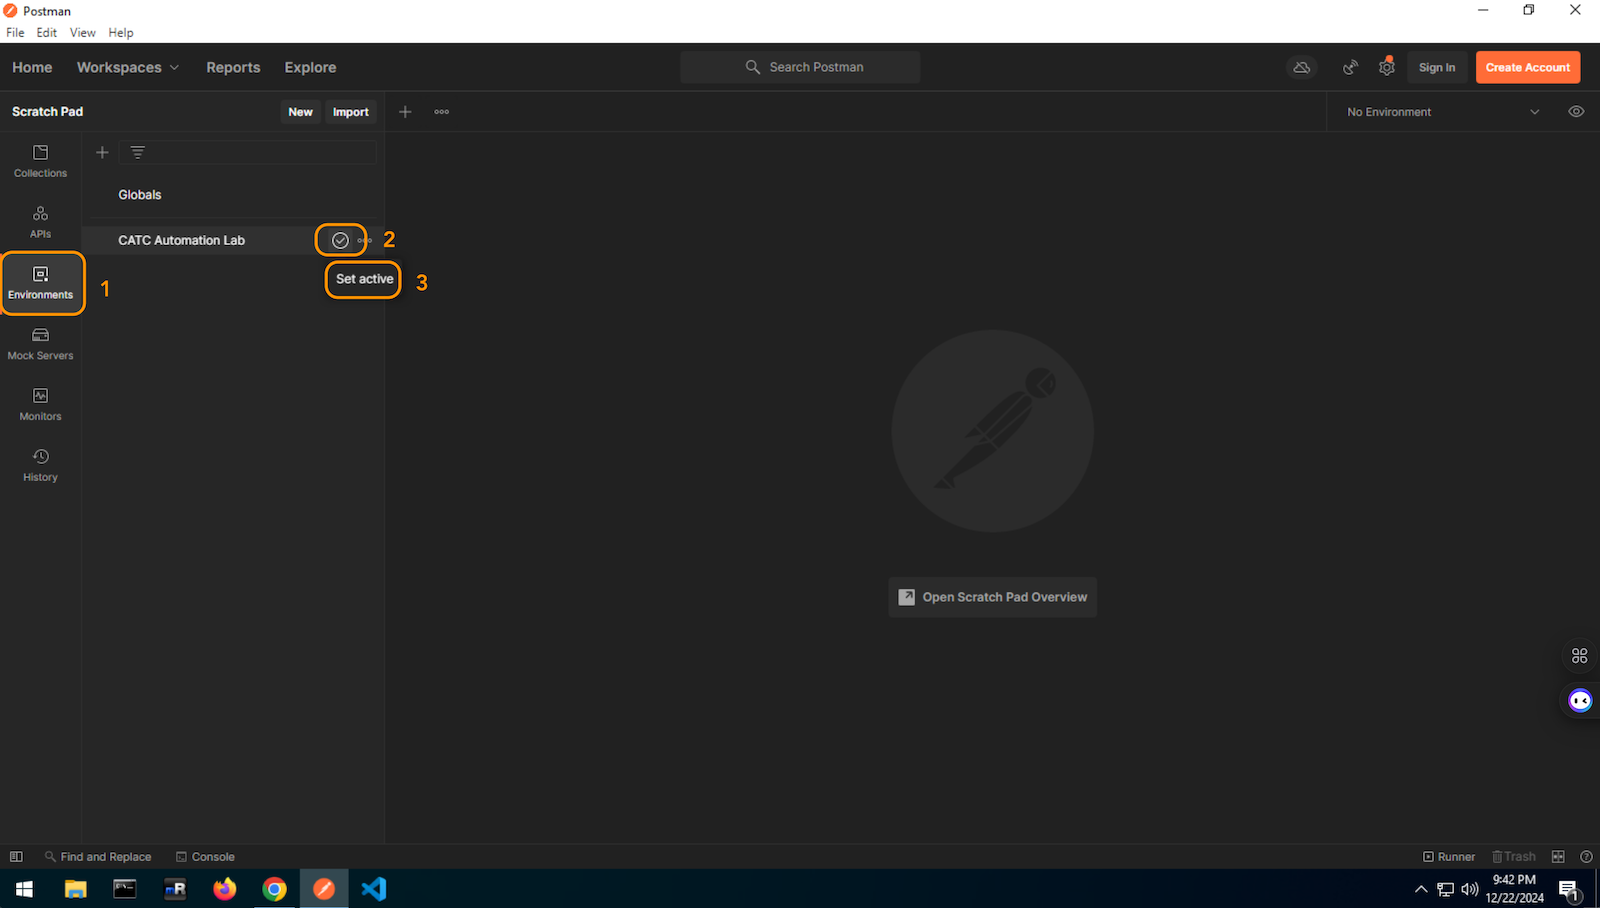 Postman
File Edit View Help
Home Workspaces Reports Explore Search Postman Sign In Create Account
Scratch Pad New Import No Environment
Collections
Globals
APIs
CATC Automation Lab 2
Set active 3
Environments 1
Mock Servers
Monitors
History
Open Scratch Pad Overview
Find and Replace Console Runner Trash
9:42 PM
12/22/2024
1